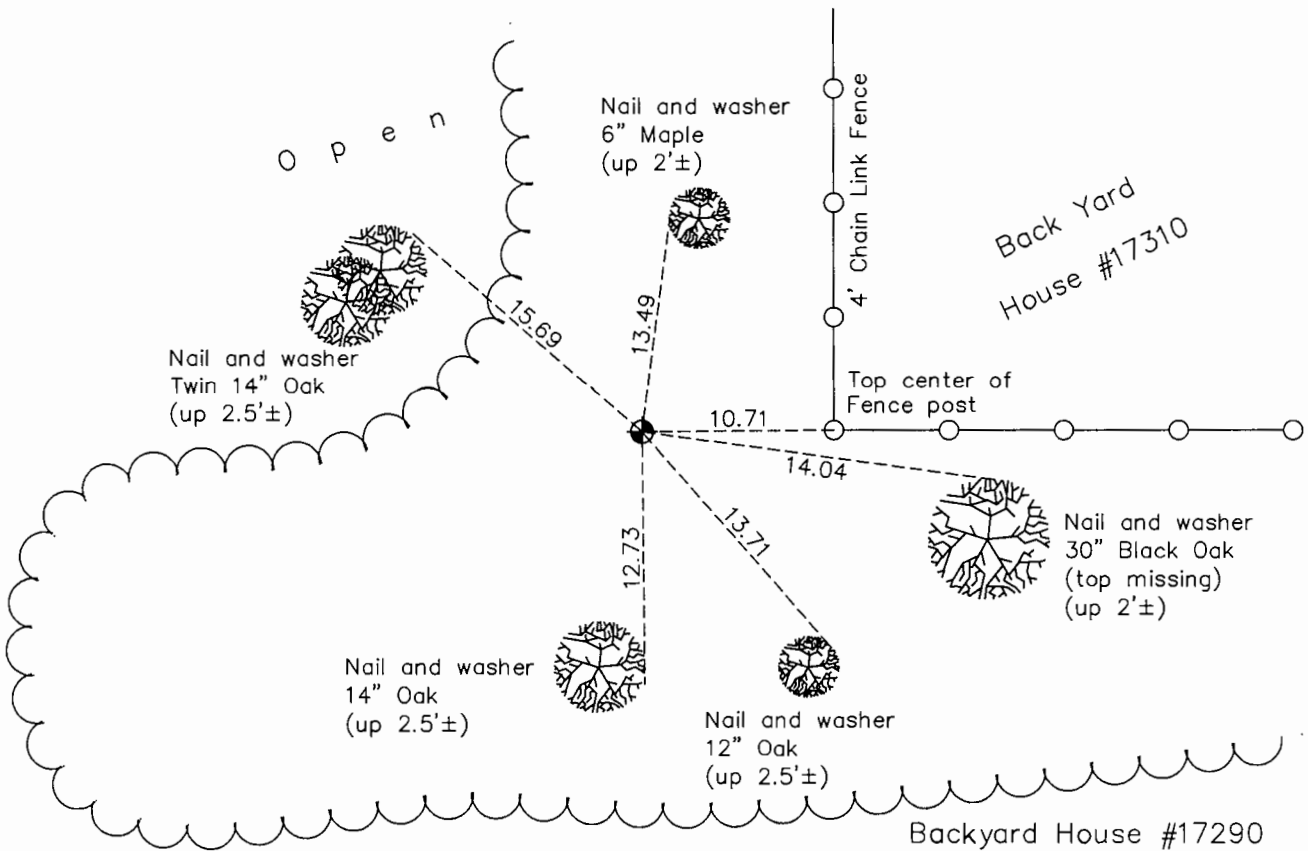 Open
Nail and washer
6" Maple
(up 2'±)
4' Chain Link Fence
Back Yard
House #17310
15.69
13.49
Nail and washer
Twin 14" Oak
(up 2.5'±)
Top center of
Fence post
10.71
14.04
12.73
13.71
Nail and washer
30" Black Oak
(top missing)
(up 2'±)
Nail and washer
14" Oak
(up 2.5'±)
Nail and washer
12" Oak
(up 2.5'±)
Backyard House #17290